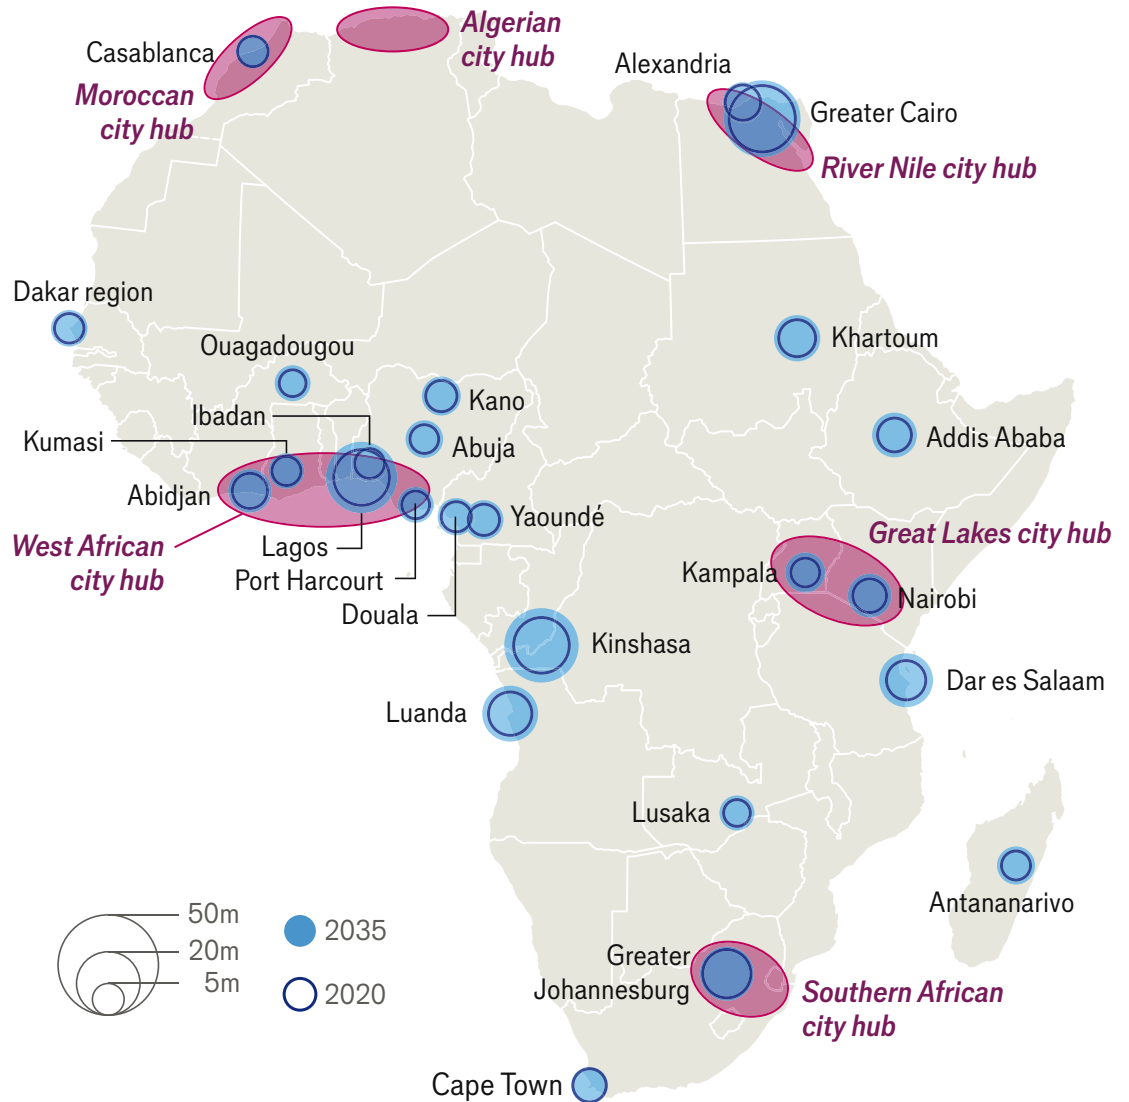 Algerian
city hub
Casablanca
Moroccan
city hub
Alexandria
Greater Cairo
River Nile city hub
Dakar region
Ouagadougou
Khartoum
Kano
Ibadan
Kumasi
Abuja
Addis Ababa
Abidjan
Yaoundé
West African
city hub
Lagos
Port Harcourt
Douala
Great Lakes city hub
Kampala
Nairobi
Kinshasa
Dar es Salaam
Luanda
Lusaka
Antananarivo
50m
20m
5m
2035
2020
Greater
Johannesburg
Southern African
city hub
Cape Town